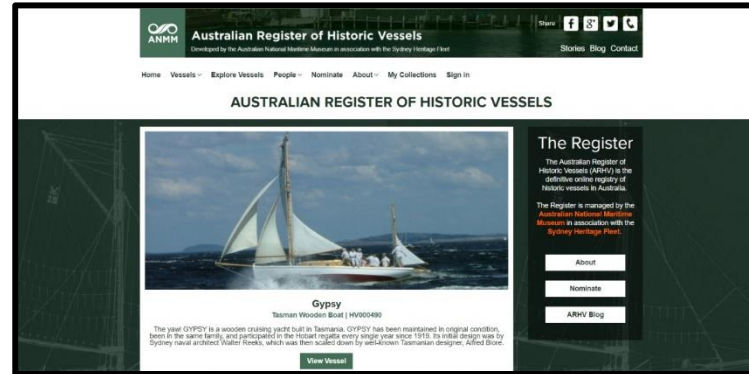 ANMM
Australian Register of Historic Vessels
Developed by the Australian National Maritime Museum in association with the Sydney Heritage Fleet
Share
Stories Blog Contact
Home Vessels Explore Vessels People Nominate About My Collections Sign in
AUSTRALIAN REGISTER OF HISTORIC VESSELS
Gypsy
Tasman Wooden Boat | HV000490
The yawl GYPSY is a wooden cruising yacht built in Tasmania. GYPSY has been maintained in original condition,
been in the same family, and participated in the Hobart regatta every single year since 1919. Its initial design was by
Sydney naval architect Walter Reeks, which was then scaled down by well-known Tasmanian designer, Alfred Blore.
View Vessel
The Register
The Australian Register of
Historic Vessels (ARHV) is the
definitive online registry of
historic vessels in Australia.
The Register is managed by the
Australian National Maritime
Museum in association with the
Sydney Heritage Fleet.
About
Nominate
ARHV Blog